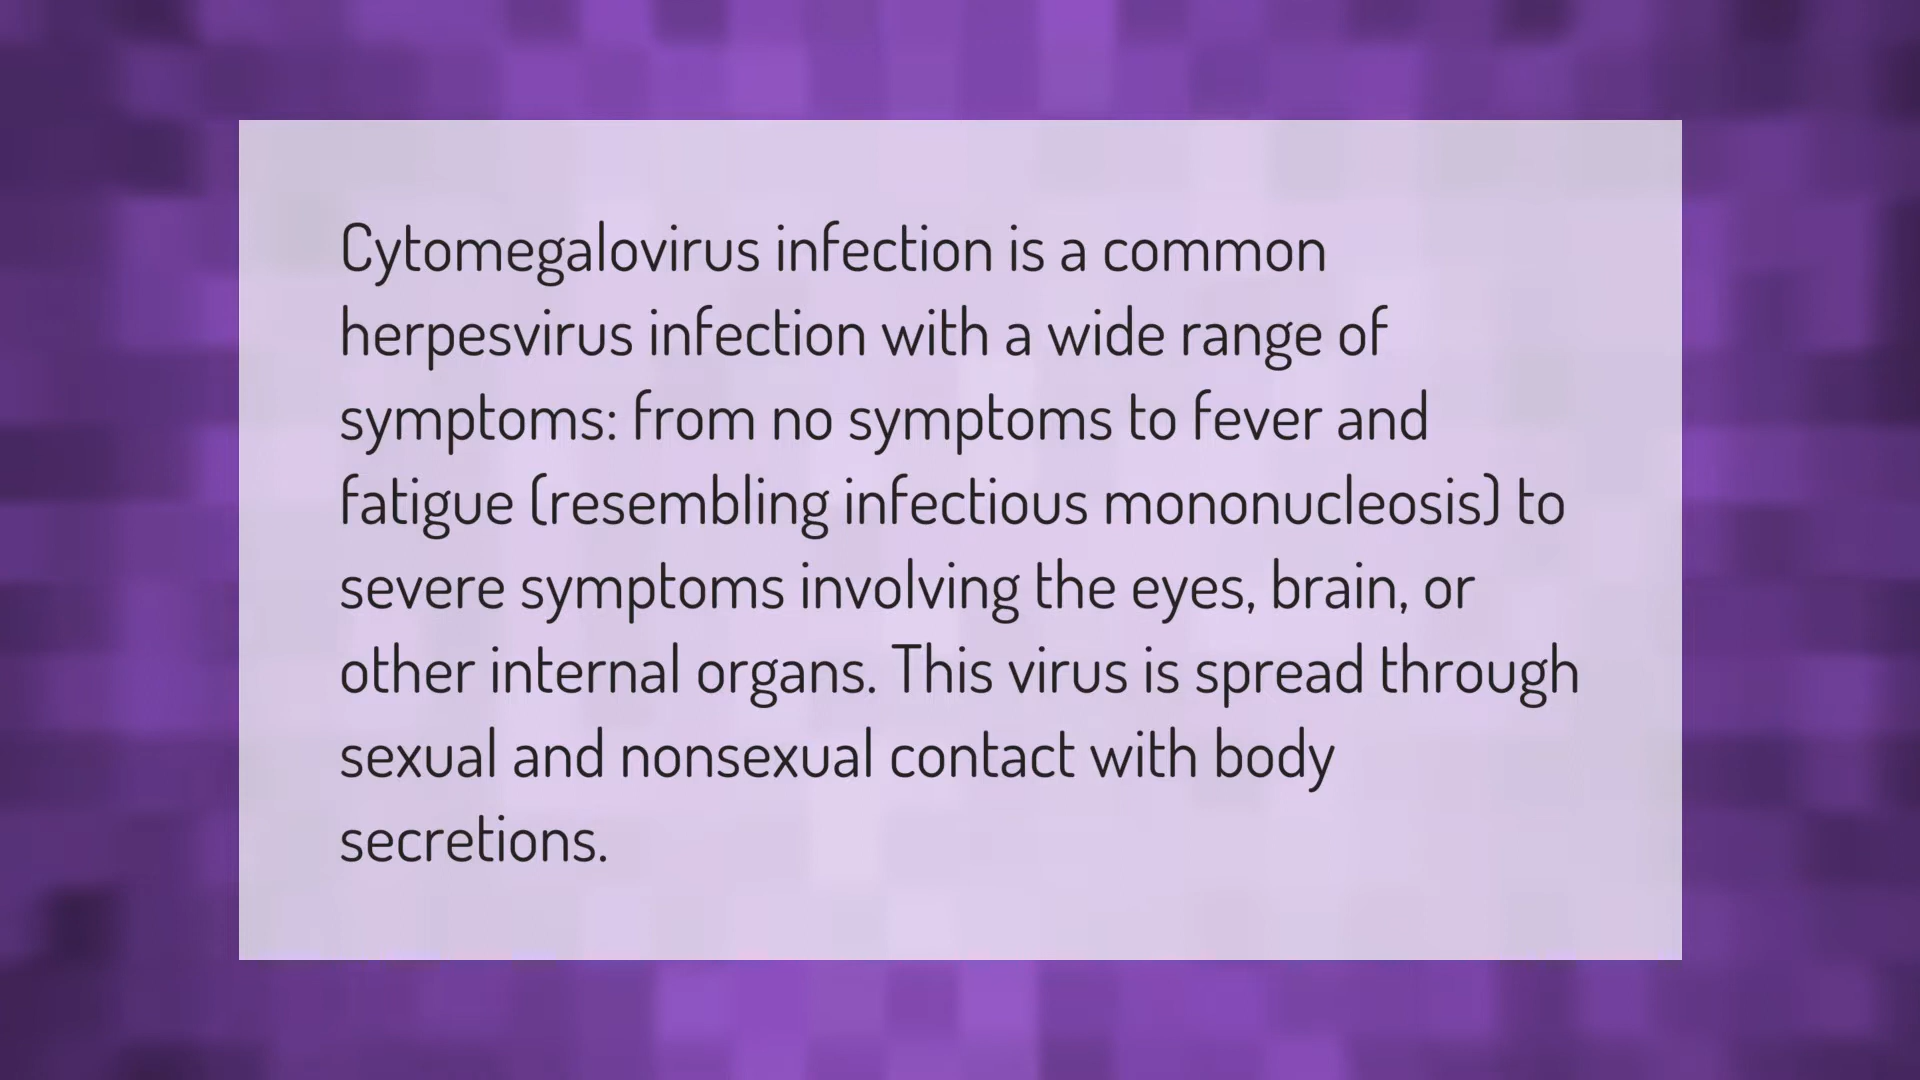 Cytomegalovirus infection is a common
herpesvirus infection with a wide range of
symptoms: from no symptoms to fever and
fatigue (resembling infectious mononucleosis) to
severe symptoms involving the eyes, brain, or
other internal organs. This virus is spread through
sexual and nonsexual contact with body
secretions.